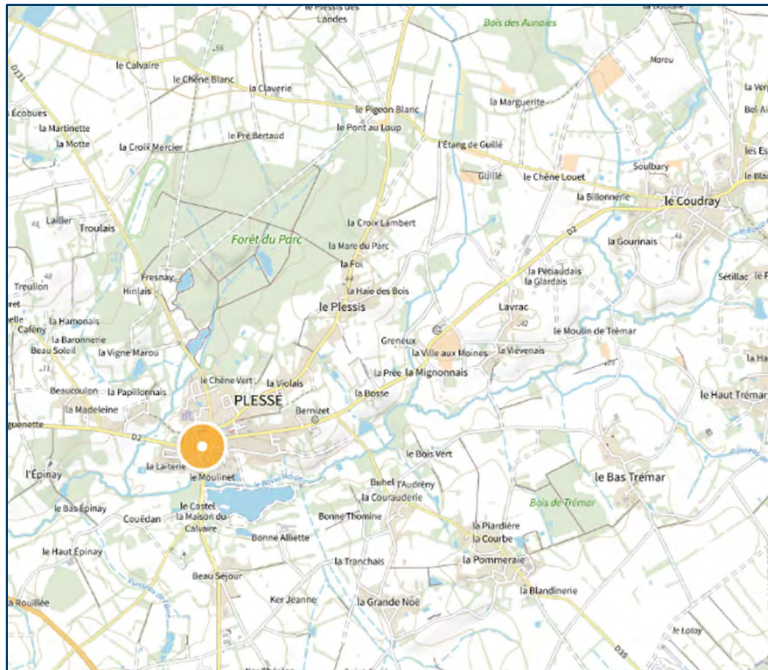 le Plessis des
Landes
Bois des Aunaies
la Boulaie
Mareu
D131
le Calvaire
le Chêne Blanc
la Claverie
le Pigeon Blanc
la Marguerite
la Martinette
la Motte
la Croix Mercier
le Pré Bertaud
le Pont au Loup
l'Étang de Guillé
Guillé
le Chêne Louet
Soulbary
la Billonnerie
le Coudray
Lailler
Troulais
Forêt du Parc
la Croix Lambert
la Mare du Parc
D2
la Gourinais
la Foi
la Pétiaudais
la Glardais
Sétillac
Fresnay
Hinlais
Treulion
la Haie des Bois
le Plessis
Lavrac
la Hamonais
Cafény
la Baronnerie
Beau Soleil
la Vigne Marou
Greneux
la Ville aux Moines
le Moulin de Trémar
la Viévenais
Beaucoulon
la Papillonnais
le Chêne Vert
la Violais
la Prée
la Mignonnais
la Bosse
le Haut Trémar
la Madeleine
PLESSÉ
Bernizet
D2
la Laiterie
le Moulinet
le Bois Vert
l'Épinay
le Bas Trémar
Buhel
l'Audrény
la Courauderie
Bois de Trémar
le Bas Épinay
Couëdan
le Castel
la Maison du
Calvaire
Bonne Thomine
la Piardière
la Courbe
Bonne Alliette
le Haut Épinay
la Tranchais
la Pommeraie
Beau Séjour
la Blandinerie
a Rouillée
Ker Jeanne
la Grande Noë
D35
le Latay